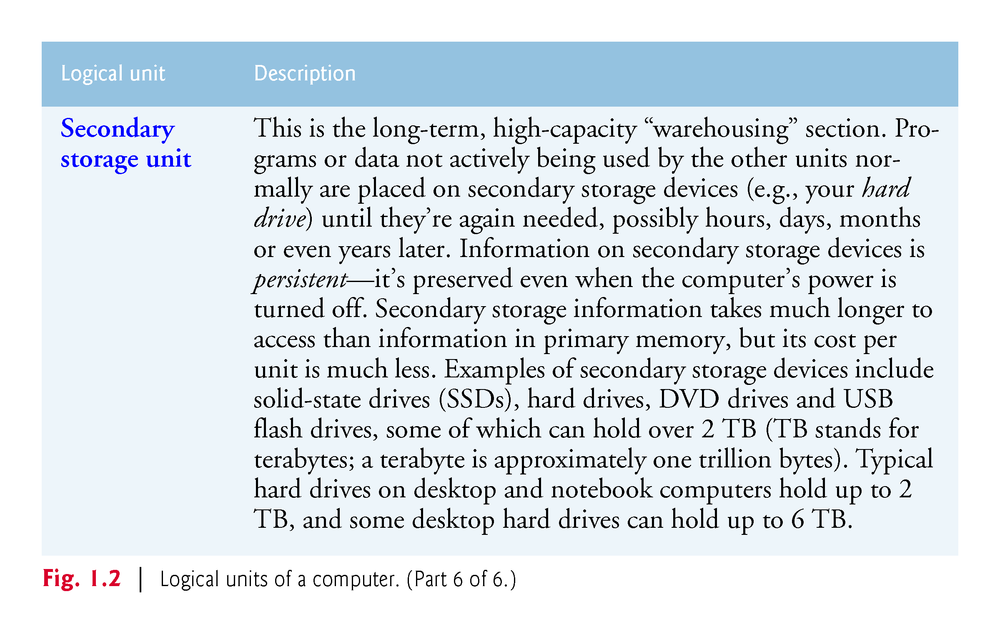 Logical unit Description
Secondary
storage unit
This is the long-term, high-capacity “warehousing” section. Pro-
grams or data not actively being used by the other units nor-
mally are placed on secondary storage devices (e.g., your hard
drive) until they’re again needed, possibly hours, days, months
or even years later. Information on secondary storage devices is
persistent—it’s preserved even when the computer’s power is
turned off. Secondary storage information takes much longer to
access than information in primary memory, but its cost per
unit is much less. Examples of secondary storage devices include
solid-state drives (SSDs), hard drives, DVD drives and USB
flash drives, some of which can hold over 2 TB (TB stands for
terabytes; a terabyte is approximately one trillion bytes). Typical
hard drives on desktop and notebook computers hold up to 2
TB, and some desktop hard drives can hold up to 6 TB.
Fig. 1.2 | Logical units of a computer. (Part 6 of 6.)